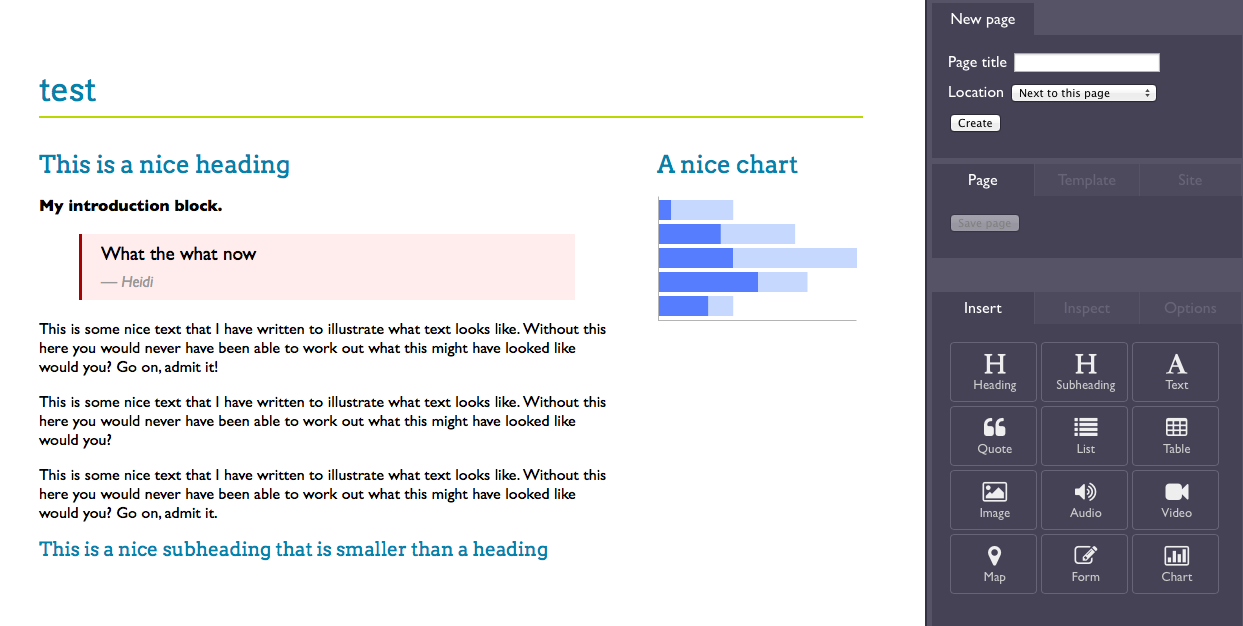 test
This is a nice heading
My introduction block.
What the what now
— Heidi
This is some nice text that I have written to illustrate what text looks like. Without this
here you would never have been able to work out what this might have looked like
would you? Go on, admit it!
This is some nice text that I have written to illustrate what text looks like. Without this
here you would never have been able to work out what this might have looked like
would you?
This is some nice text that I have written to illustrate what text looks like. Without this
here you would never have been able to work out what this might have looked like
would you? Go on, admit it.
This is a nice subheading that is smaller than a heading
A nice chart
New page
Page title
Location Next to this page
Create
Page Template Site
Save page
Insert Inspect Options
H H A
Heading Subheading Text
Quote List Table
Image Audio Video
Map Form Chart